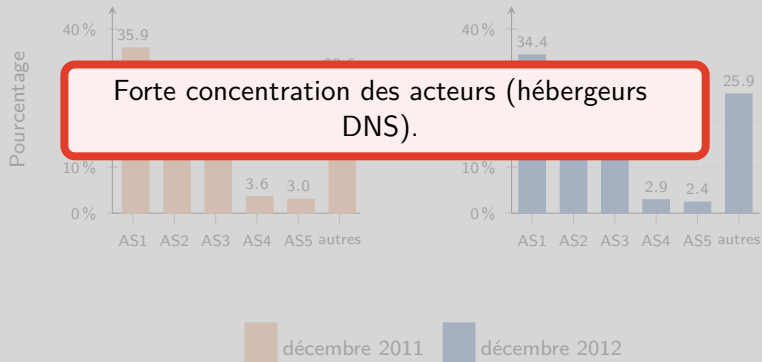 40 %
35.9
10 %
3.6
3.0
0 %
AS1 AS2 AS3 AS4 AS5 autres
Pourcentage
Forte concentration des acteurs (hébergeurs
DNS).
40 %
34.4
25.9
10 %
2.9
2.4
0 %
AS1 AS2 AS3 AS4 AS5 autres
décembre 2011
décembre 2012